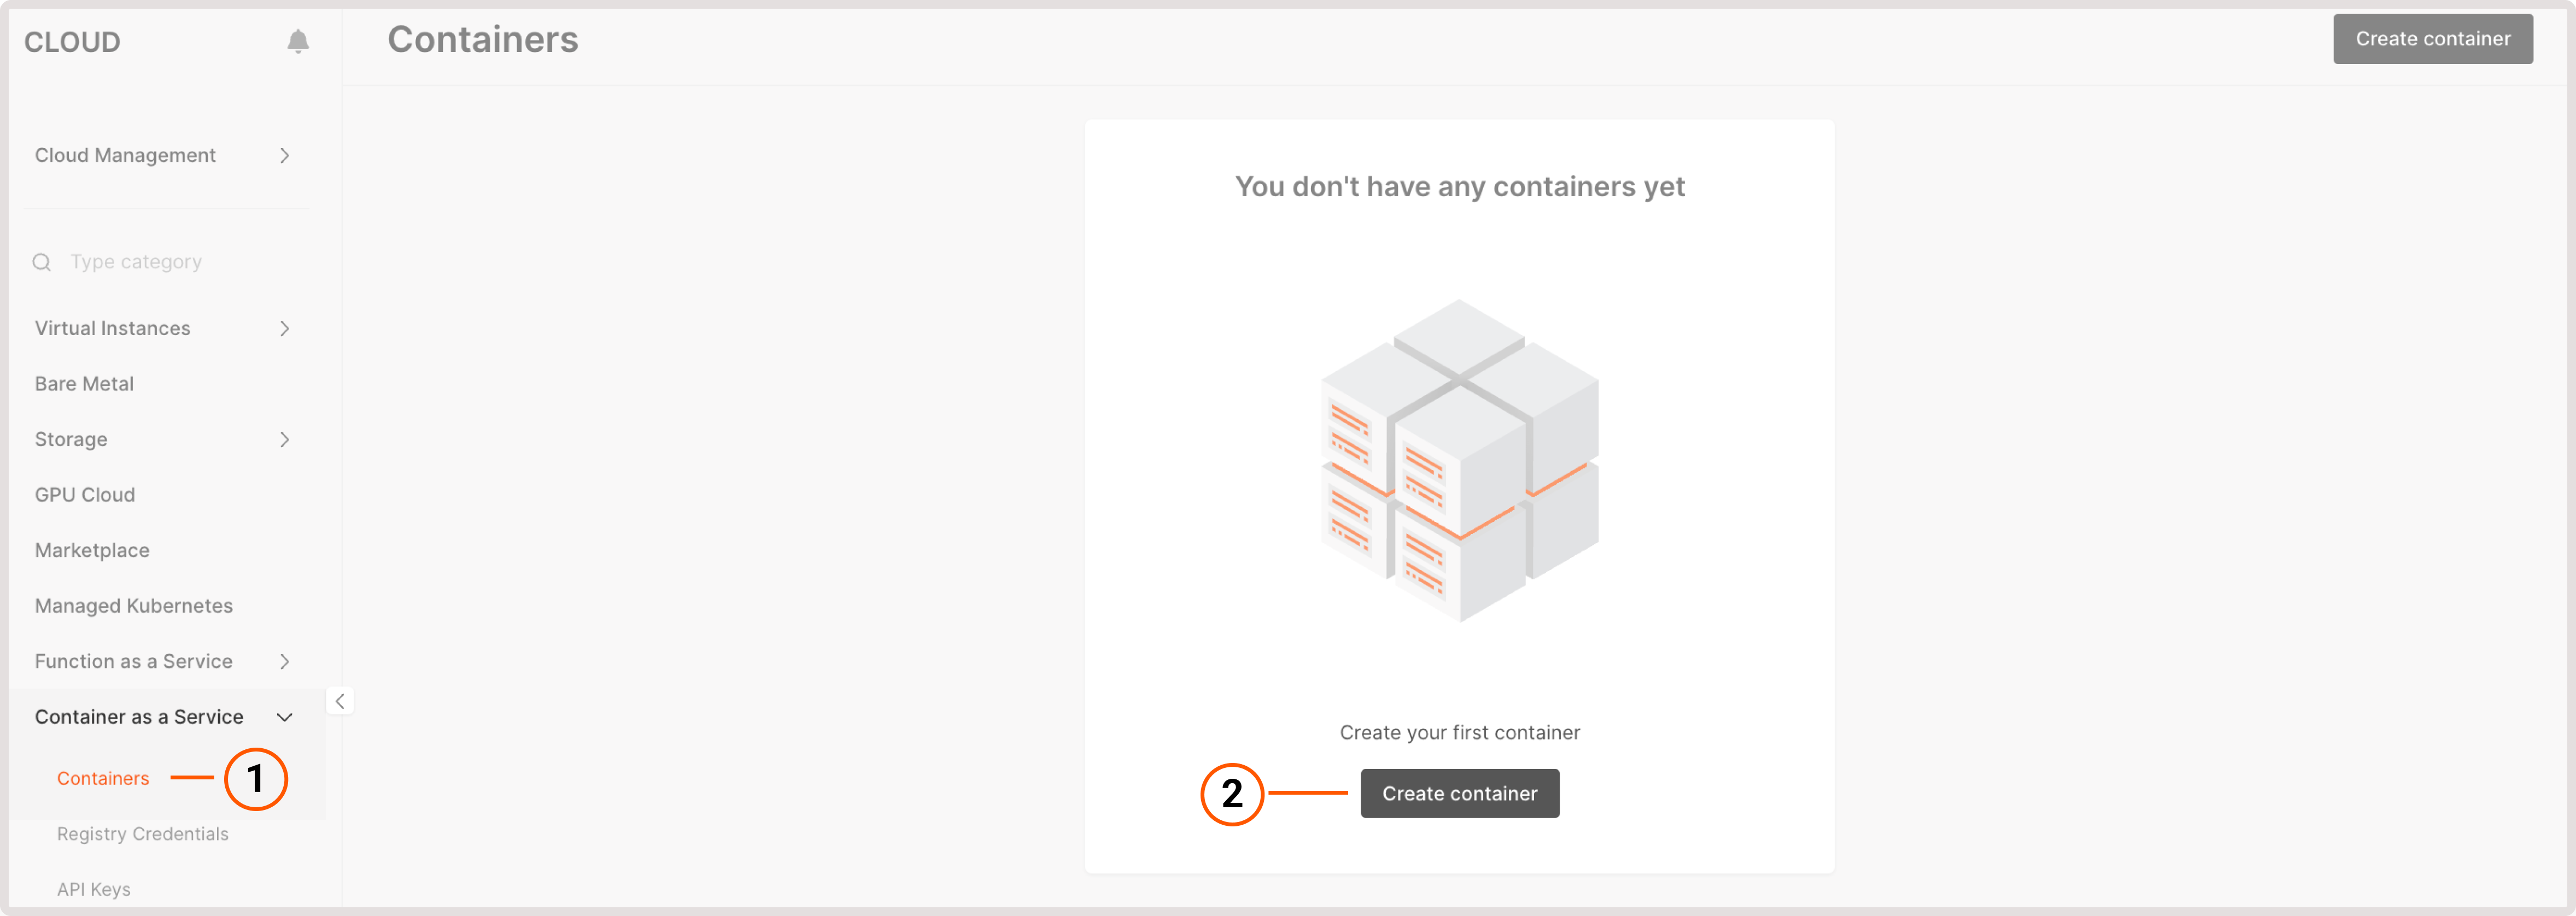 CLOUD
Containers
Create container
Cloud Management
Type category
Virtual Instances
Bare Metal
Storage
GPU Cloud
Marketplace
Managed Kubernetes
Function as a Service
Container as a Service
Containers
1
Registry Credentials
API Keys
You don't have any containers yet
Create your first container
2
Create container